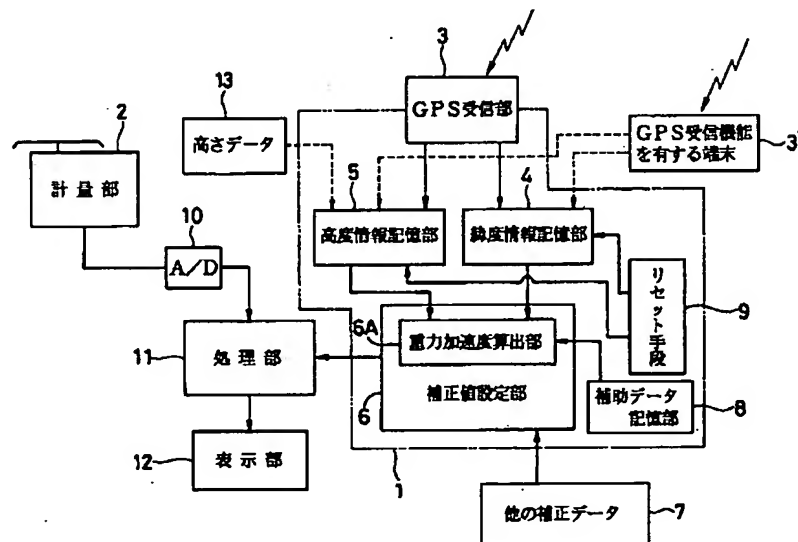 3
GPS受信部
13
高さデータ
GPS受信機能
を有する端末
3'
2
計量部
5
高度情報記憶部
4
緯度情報記憶部
10
A/D
リセット手段
9
6A
重力加速度算出部
11
処理部
6
補正値設定部
補助データ
記憶部
8
12
表示部
1
他の補正データ
7